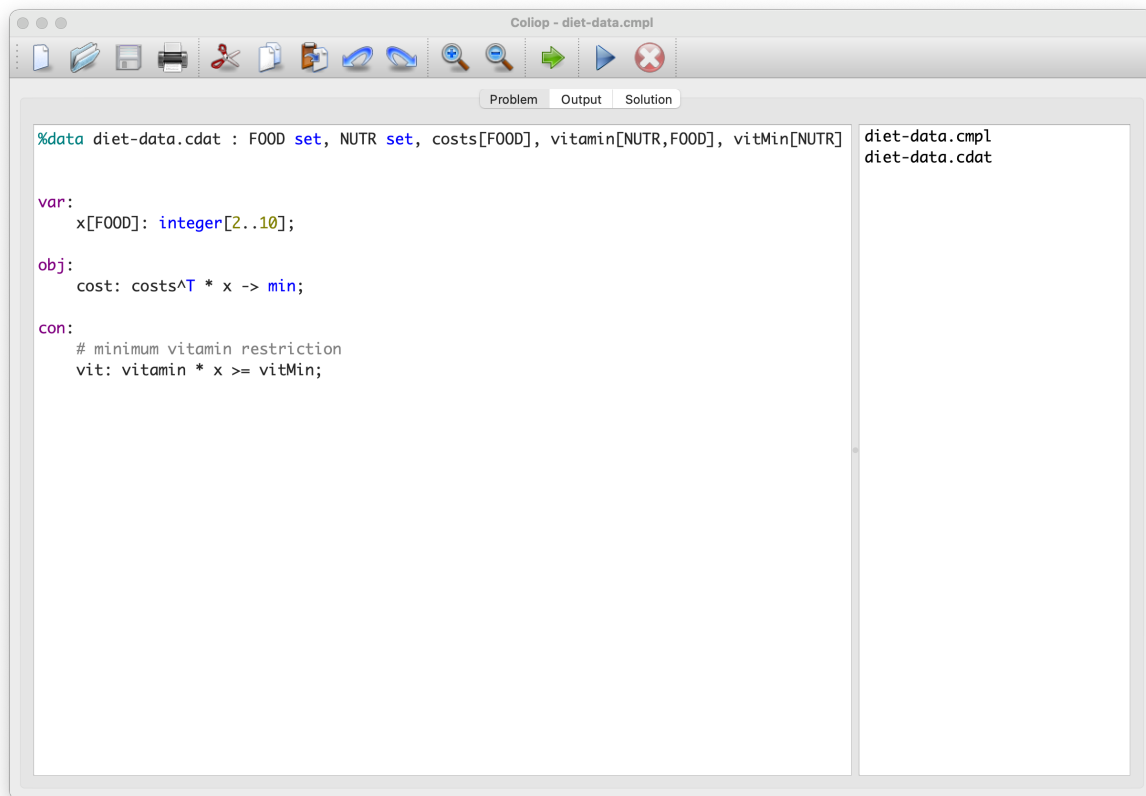 Coliop - diet-data.cmpl
Problem Output Solution
%data diet-data.cdat : FOOD set, NUTR set, costs[FOOD], vitamin[NUTR,FOOD], vitMin[NUTR]
var:
x[FOOD]: integer[2..10];
obj:
cost: costs^T * x -> min;
con:
# minimum vitamin restriction
vit: vitamin * x >= vitMin;
diet-data.cmpl
diet-data.cdat